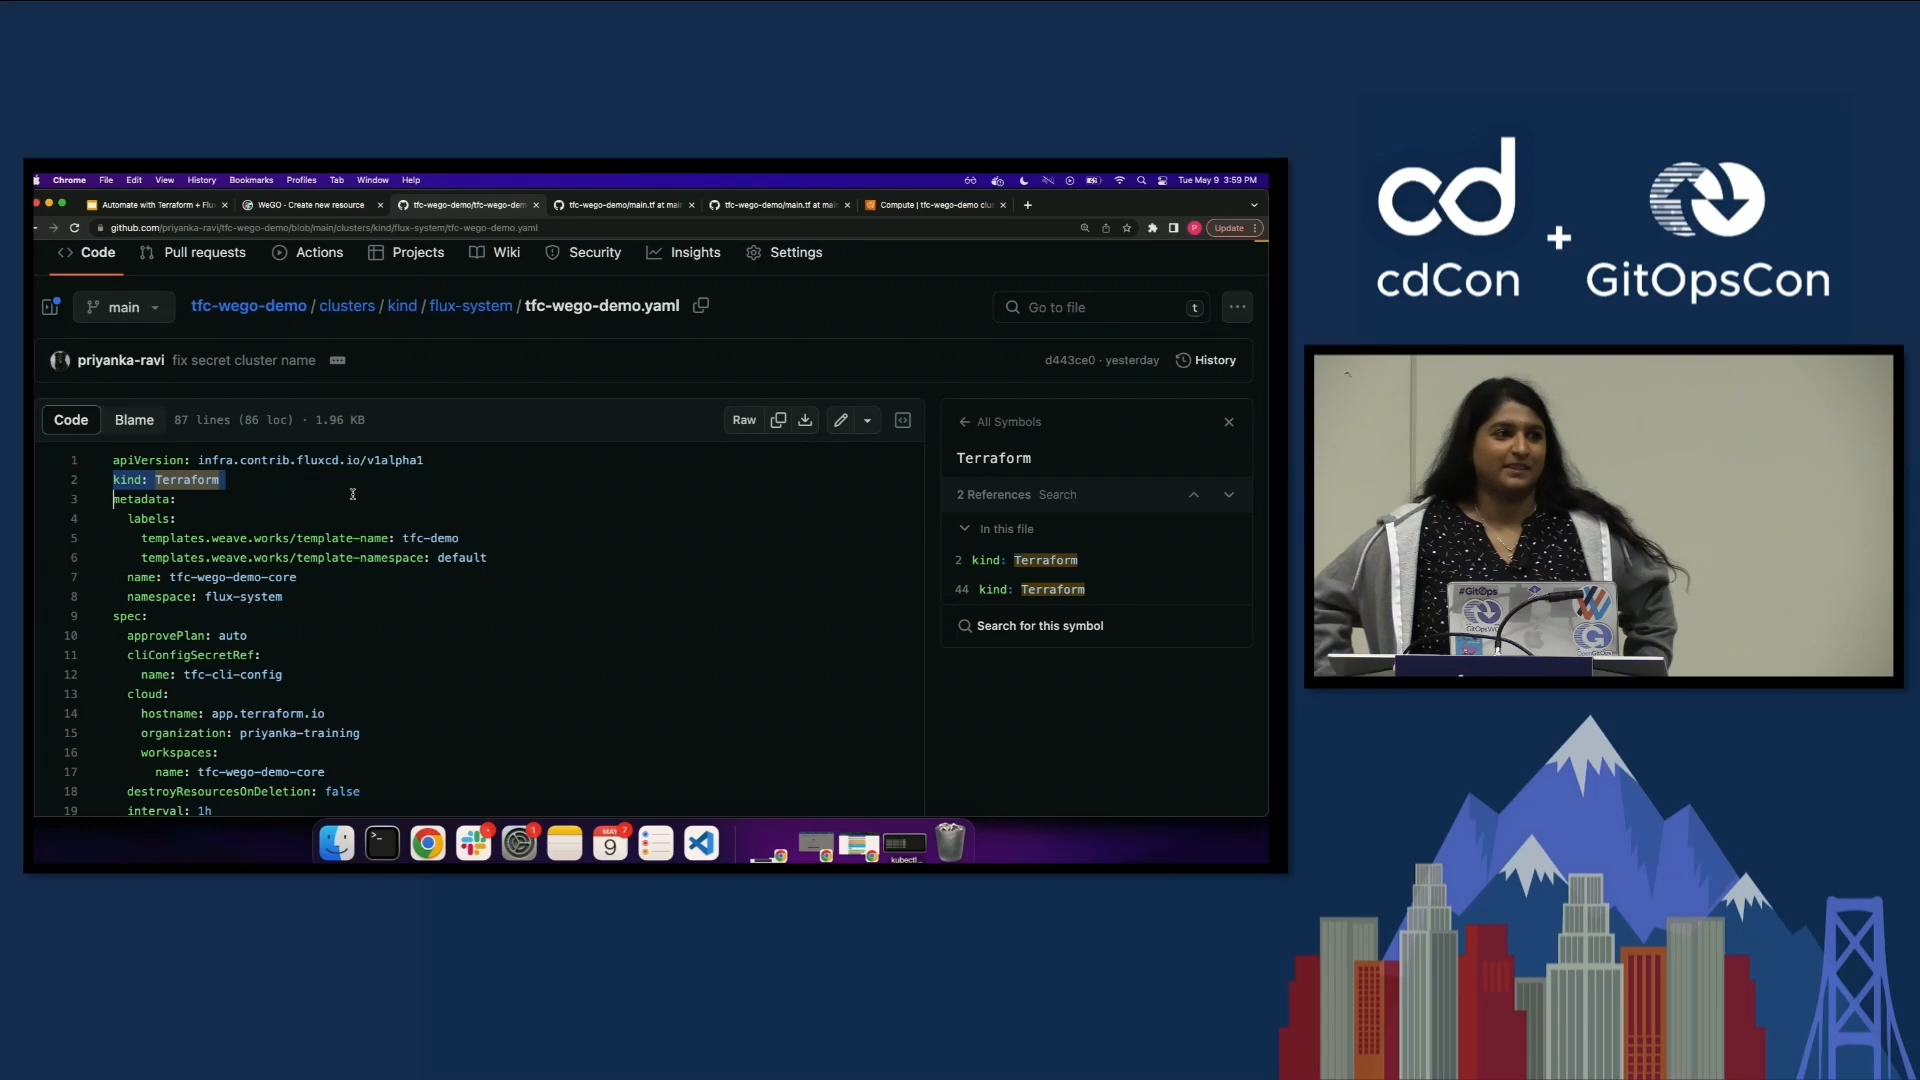 Chrome File Edit View History Bookmarks Profiles Tab Window Help Tue May 9 3:59 PM
Automate with Terraform + Flu WeGO - Create new resource tfc-wego-demo/tfc-wego-dem tfc-wego-demo/main.tf at mai tfc-wego-demo/main.tf at mai Compute | tfc-wego-demo clu
github.com/priyanka-ravi/tfc-wego-demo/blob/main/clusters/kind/flux-system/tfc-wego-demo.yaml P Update
Code Pull requests Actions Projects Wiki Security Insights Settings
main tfc-wego-demo / clusters / kind / flux-system / tfc-wego-demo.yaml Go to file t
priyanka-ravi fix secret cluster name d443ce0 · yesterday History
Code Blame 87 lines (86 loc) · 1.96 KB Raw
1 apiVersion: infra.contrib.fluxcd.io/v1alpha1
2 kind: Terraform
3 metadata:
4 labels:
5 templates.weave.works/template-name: tfc-demo
6 templates.weave.works/template-namespace: default
7 name: tfc-wego-demo-core
8 namespace: flux-system
9 spec:
10 approvePlan: auto
11 cliConfigSecretRef:
12 name: tfc-cli-config
13 cloud:
14 hostname: app.terraform.io
15 organization: priyanka-training
16 workspaces:
17 name: tfc-wego-demo-core
18 destroyResourcesOnDeletion: false
19 interval: 1h
All Symbols
Terraform
2 References Search
In this file
2 kind: Terraform
44 kind: Terraform
Search for this symbol
1
MAY 7
9
kubectl...
cd +
cdCon GitOpsCon
#GitOps
GitOpsW
OpenGitOps